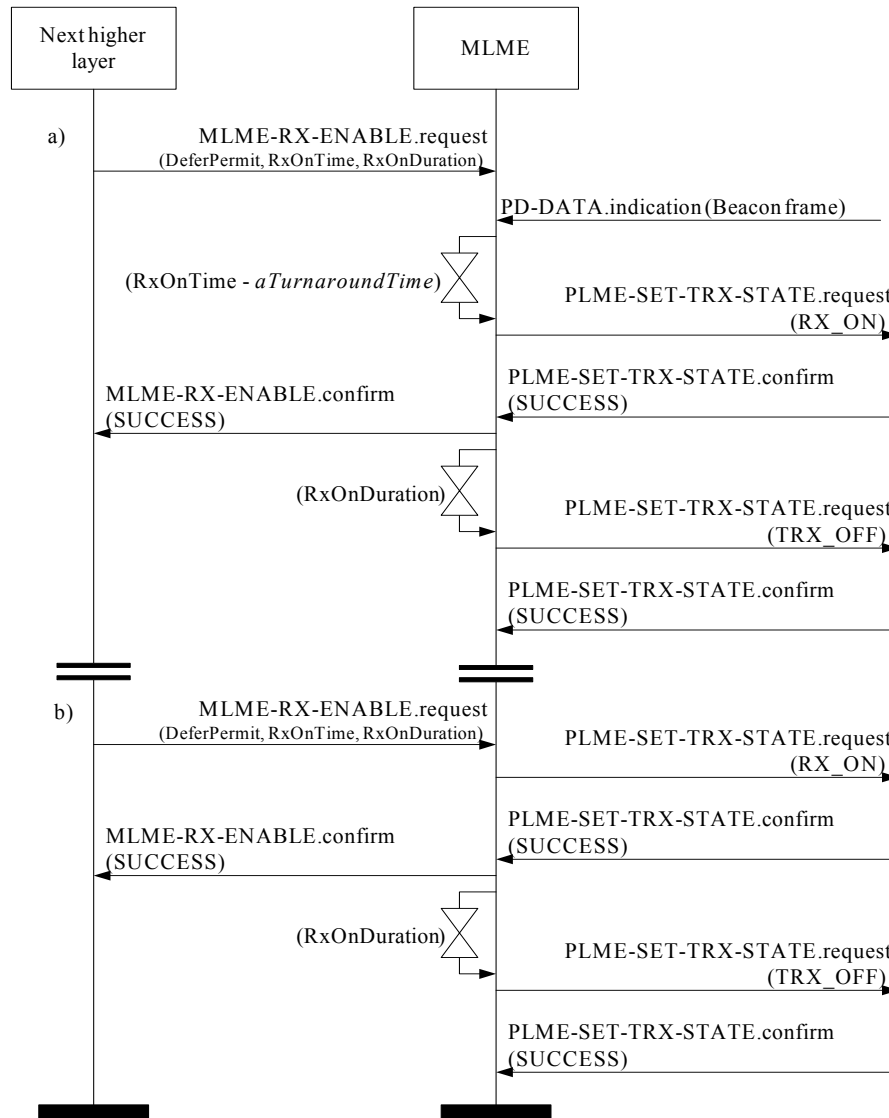 Next higher
layer
MLME
a)
MLME-RX-ENABLE.request
(DeferPermit, RxOnTime, RxOnDuration)
PD-DATA.indication (Beacon frame)
(RxOnTime - aTurnaroundTime)
PLME-SET-TRX-STATE.request
(RX_ON)
MLME-RX-ENABLE.confirm
(SUCCESS)
PLME-SET-TRX-STATE.confirm
(SUCCESS)
(RxOnDuration)
PLME-SET-TRX-STATE.request
(TRX_OFF)
PLME-SET-TRX-STATE.confirm
(SUCCESS)
b)
MLME-RX-ENABLE.request
(DeferPermit, RxOnTime, RxOnDuration)
PLME-SET-TRX-STATE.request
(RX_ON)
MLME-RX-ENABLE.confirm
(SUCCESS)
PLME-SET-TRX-STATE.confirm
(SUCCESS)
(RxOnDuration)
PLME-SET-TRX-STATE.request
(TRX_OFF)
PLME-SET-TRX-STATE.confirm
(SUCCESS)